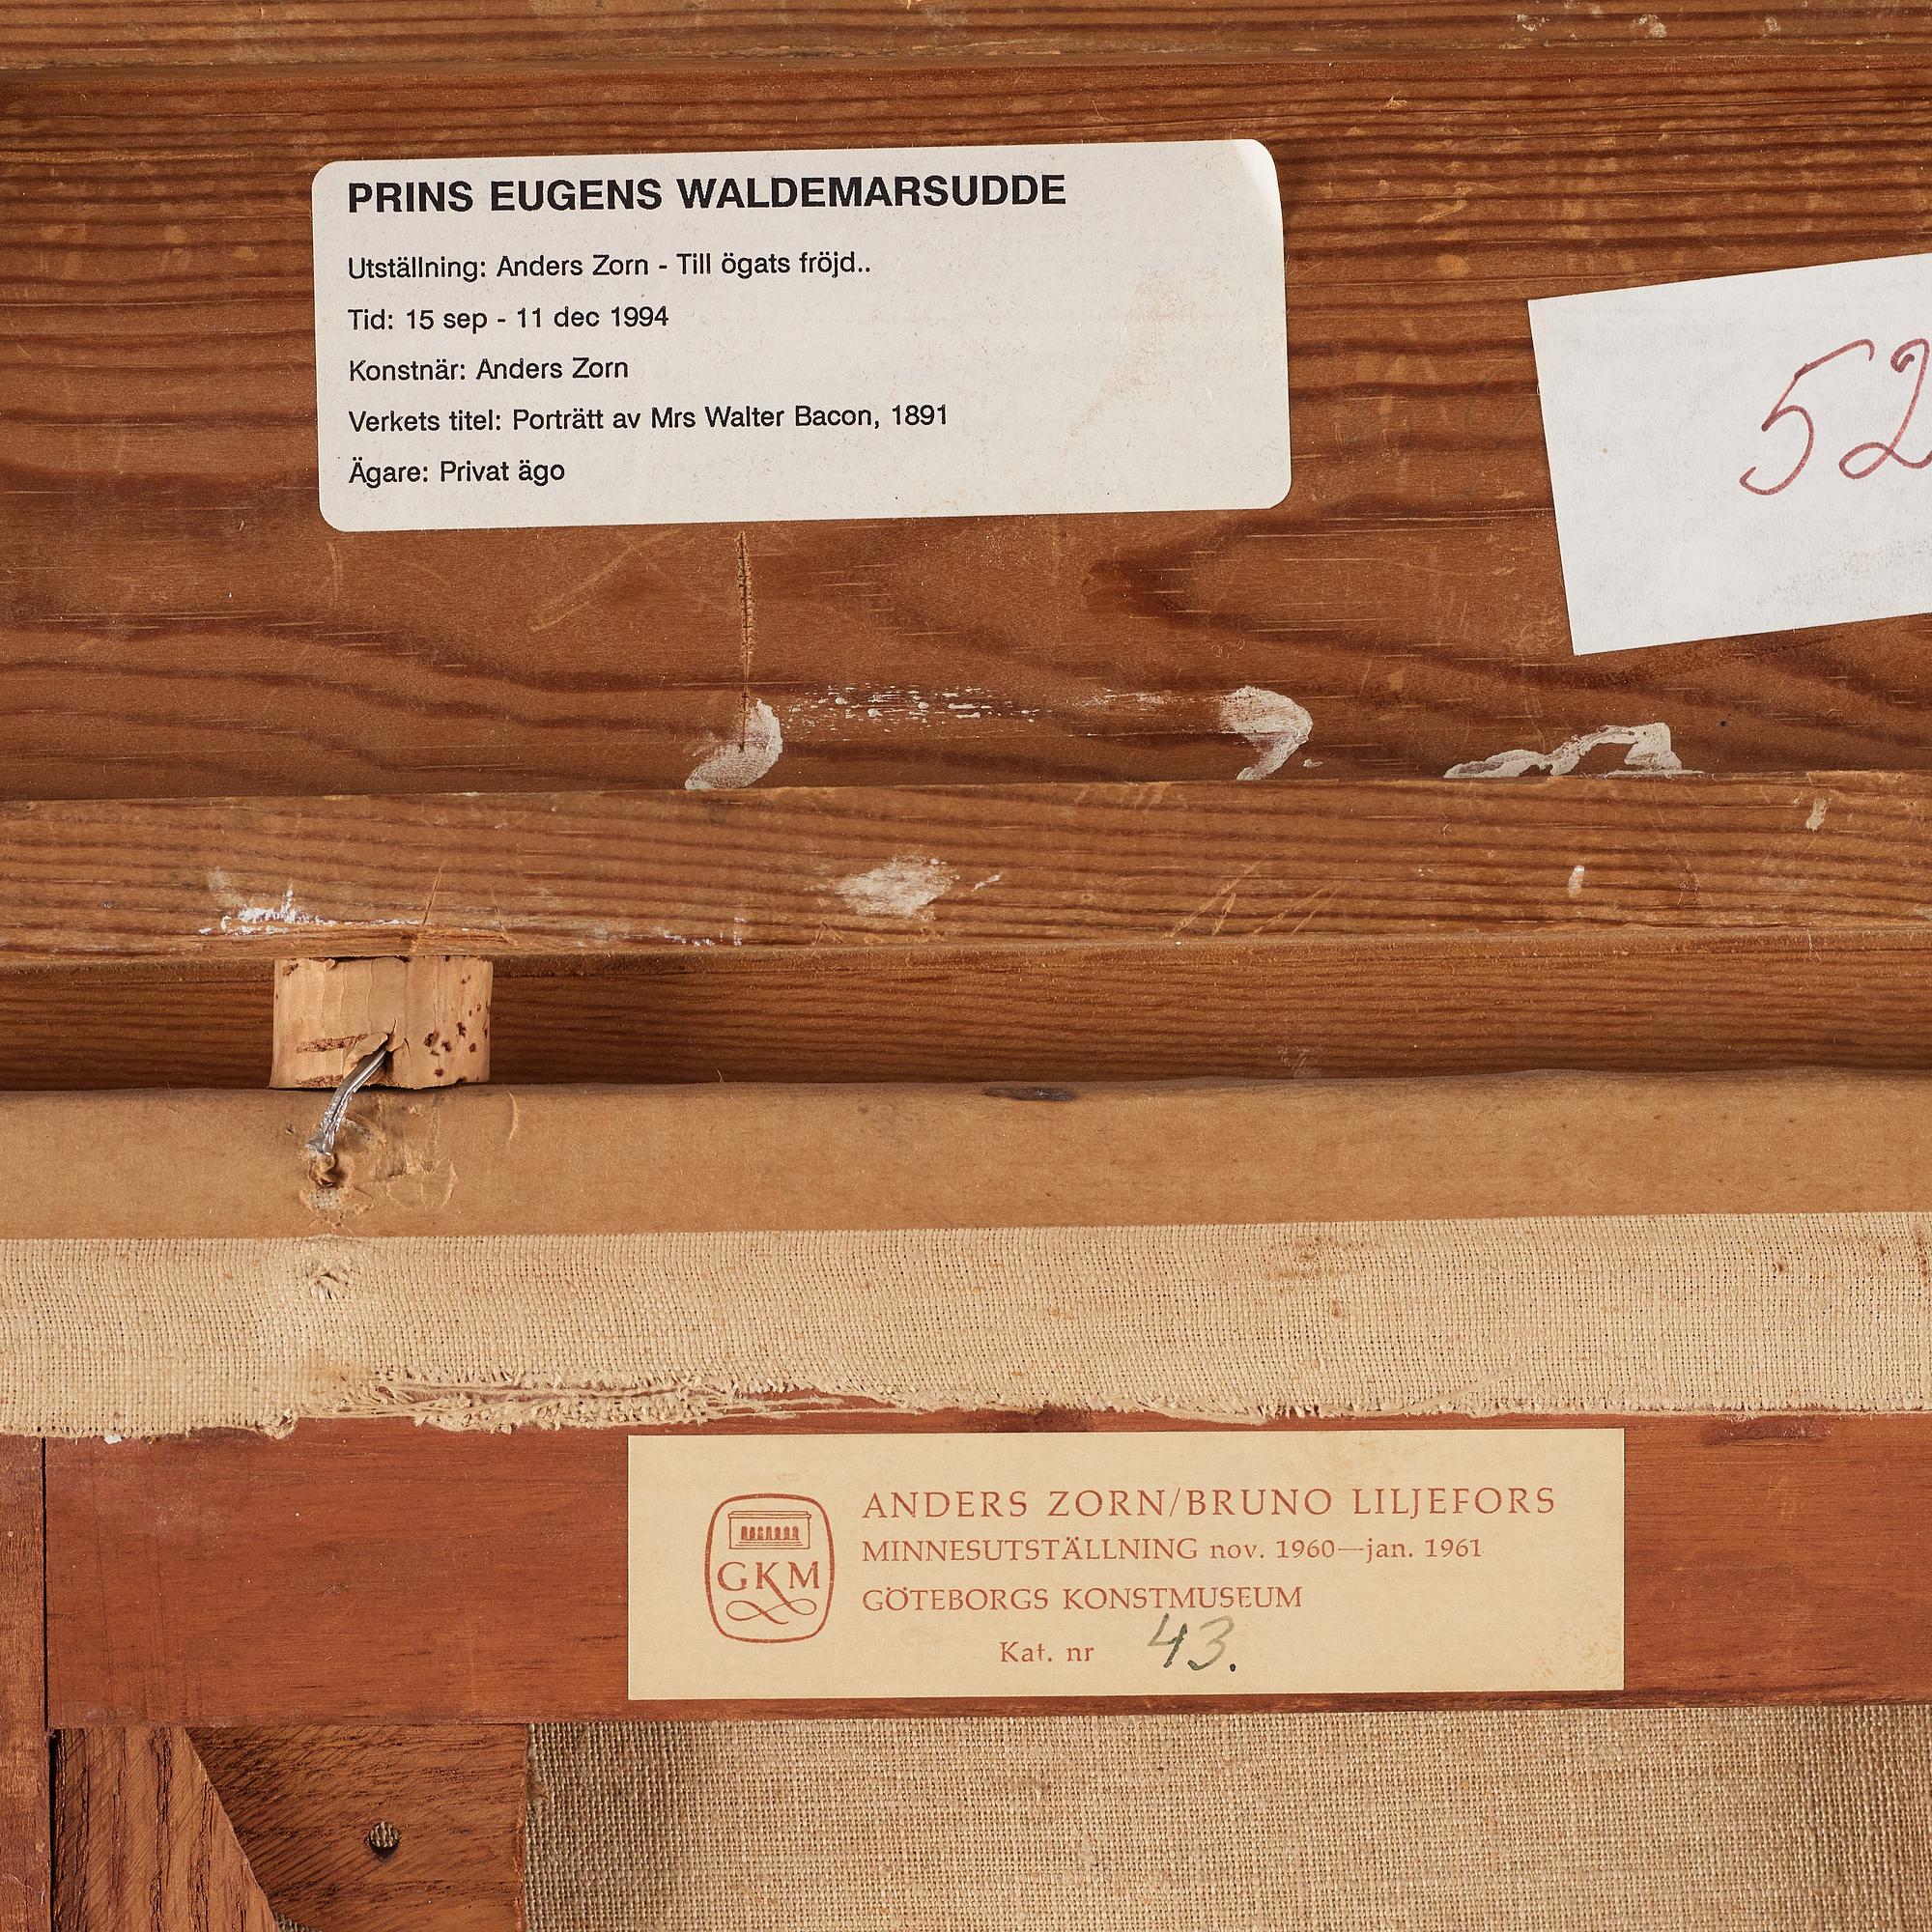 PRINS EUGENS WALDEMARSUDDE
Utställning: Anders Zorn - Till ögats fröjd..
Tid: 15 sep - 11 dec 1994
Konstnär: Anders Zorn
Verkets titel: Porträtt av Mrs Walter Bacon, 1891
Ägare: Privat ägo
52
ANDERS ZORN/BRUNO LILJEFORS
MINNESUTSTÄLLNING nov. 1960—jan. 1961
GÖTEBORGS KONSTMUSEUM
Kat. nr 43.
GKM